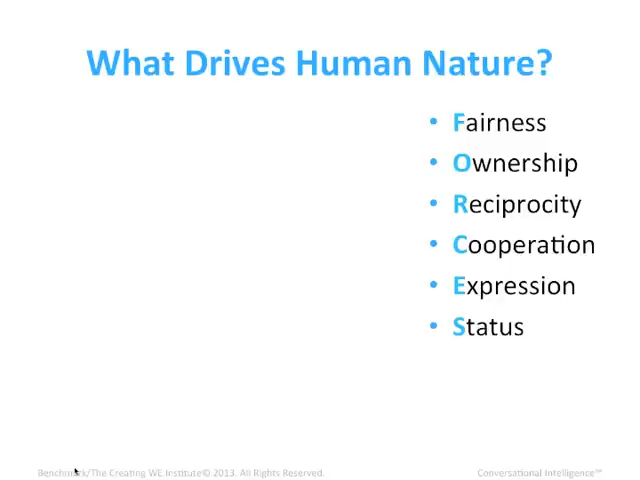 What Drives Human Nature?
• Fairness
• Ownership
• Reciprocity
• Cooperation
• Expression
• Status
Benchmark/The Creating WE Institute© 2013. All Rights Reserved.
Conversational Intelligence™